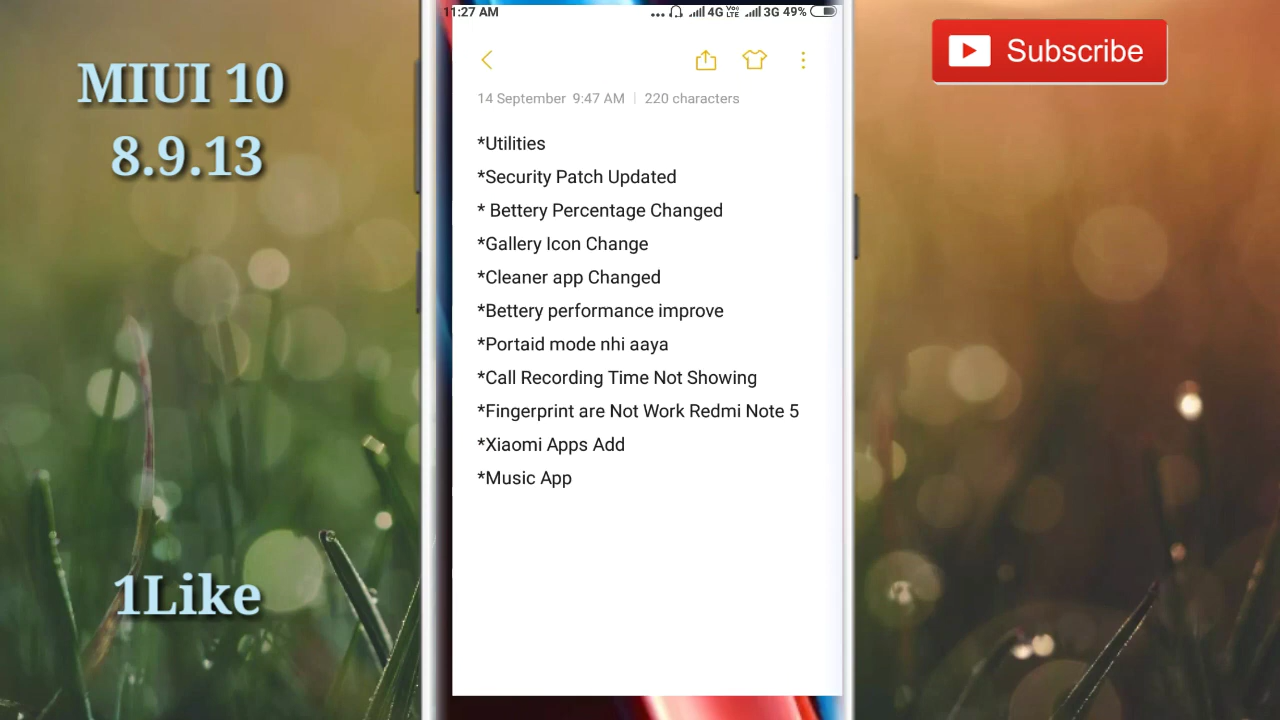 MIUI 10
8.9.13
1Like
11:27 AM
4G VoLTE 3G 49%
14 September 9:47 AM | 220 characters
*Utilities
*Security Patch Updated
* Bettery Percentage Changed
*Gallery Icon Change
*Cleaner app Changed
*Bettery performance improve
*Portaid mode nhi aaya
*Call Recording Time Not Showing
*Fingerprint are Not Work Redmi Note 5
*Xiaomi Apps Add
*Music App
Subscribe